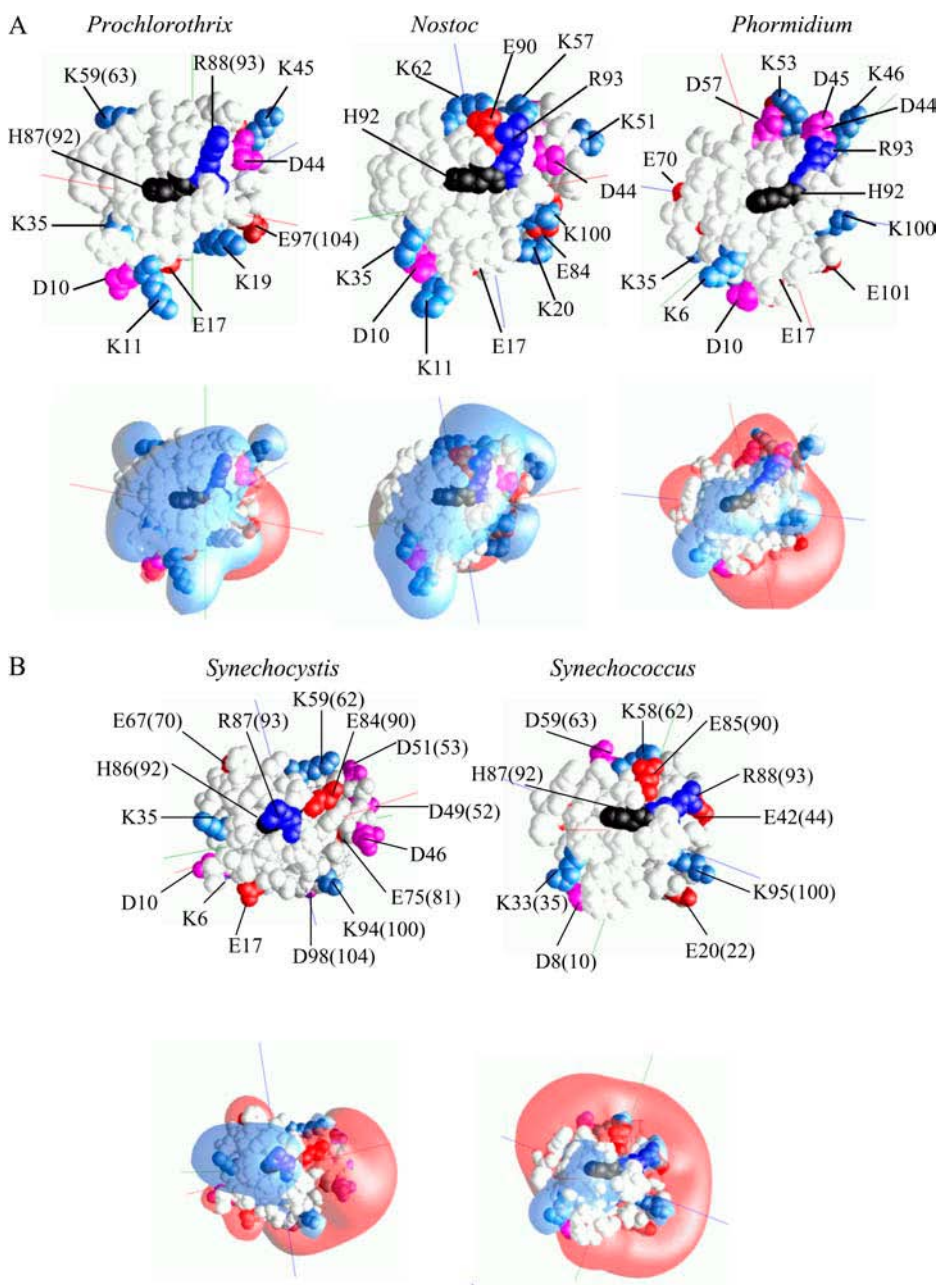 A
Prochlorothrix
Nostoc
Phormidium
K59(63)
R88(93)
K45
H87(92)
D44
K35
E97(104)
D10
K19
K11
E17
K62
E90
K57
R93
H92
K51
D44
K100
K35
E84
D10
K20
K11
E17
D57
K53
D45
K46
D44
E70
R93
H92
K100
K35
K6
E101
D10
E17
B
Synechocystis
Synechococcus
K59(62)
E67(70)
R87(93)
E84(90)
D51(53)
H86(92)
K35
D49(52)
D46
D10
K6
E75(81)
E17
K94(100)
D98(104)
D59(63)
K58(62)
E85(90)
H87(92)
R88(93)
E42(44)
K33(35)
K95(100)
D8(10)
E20(22)